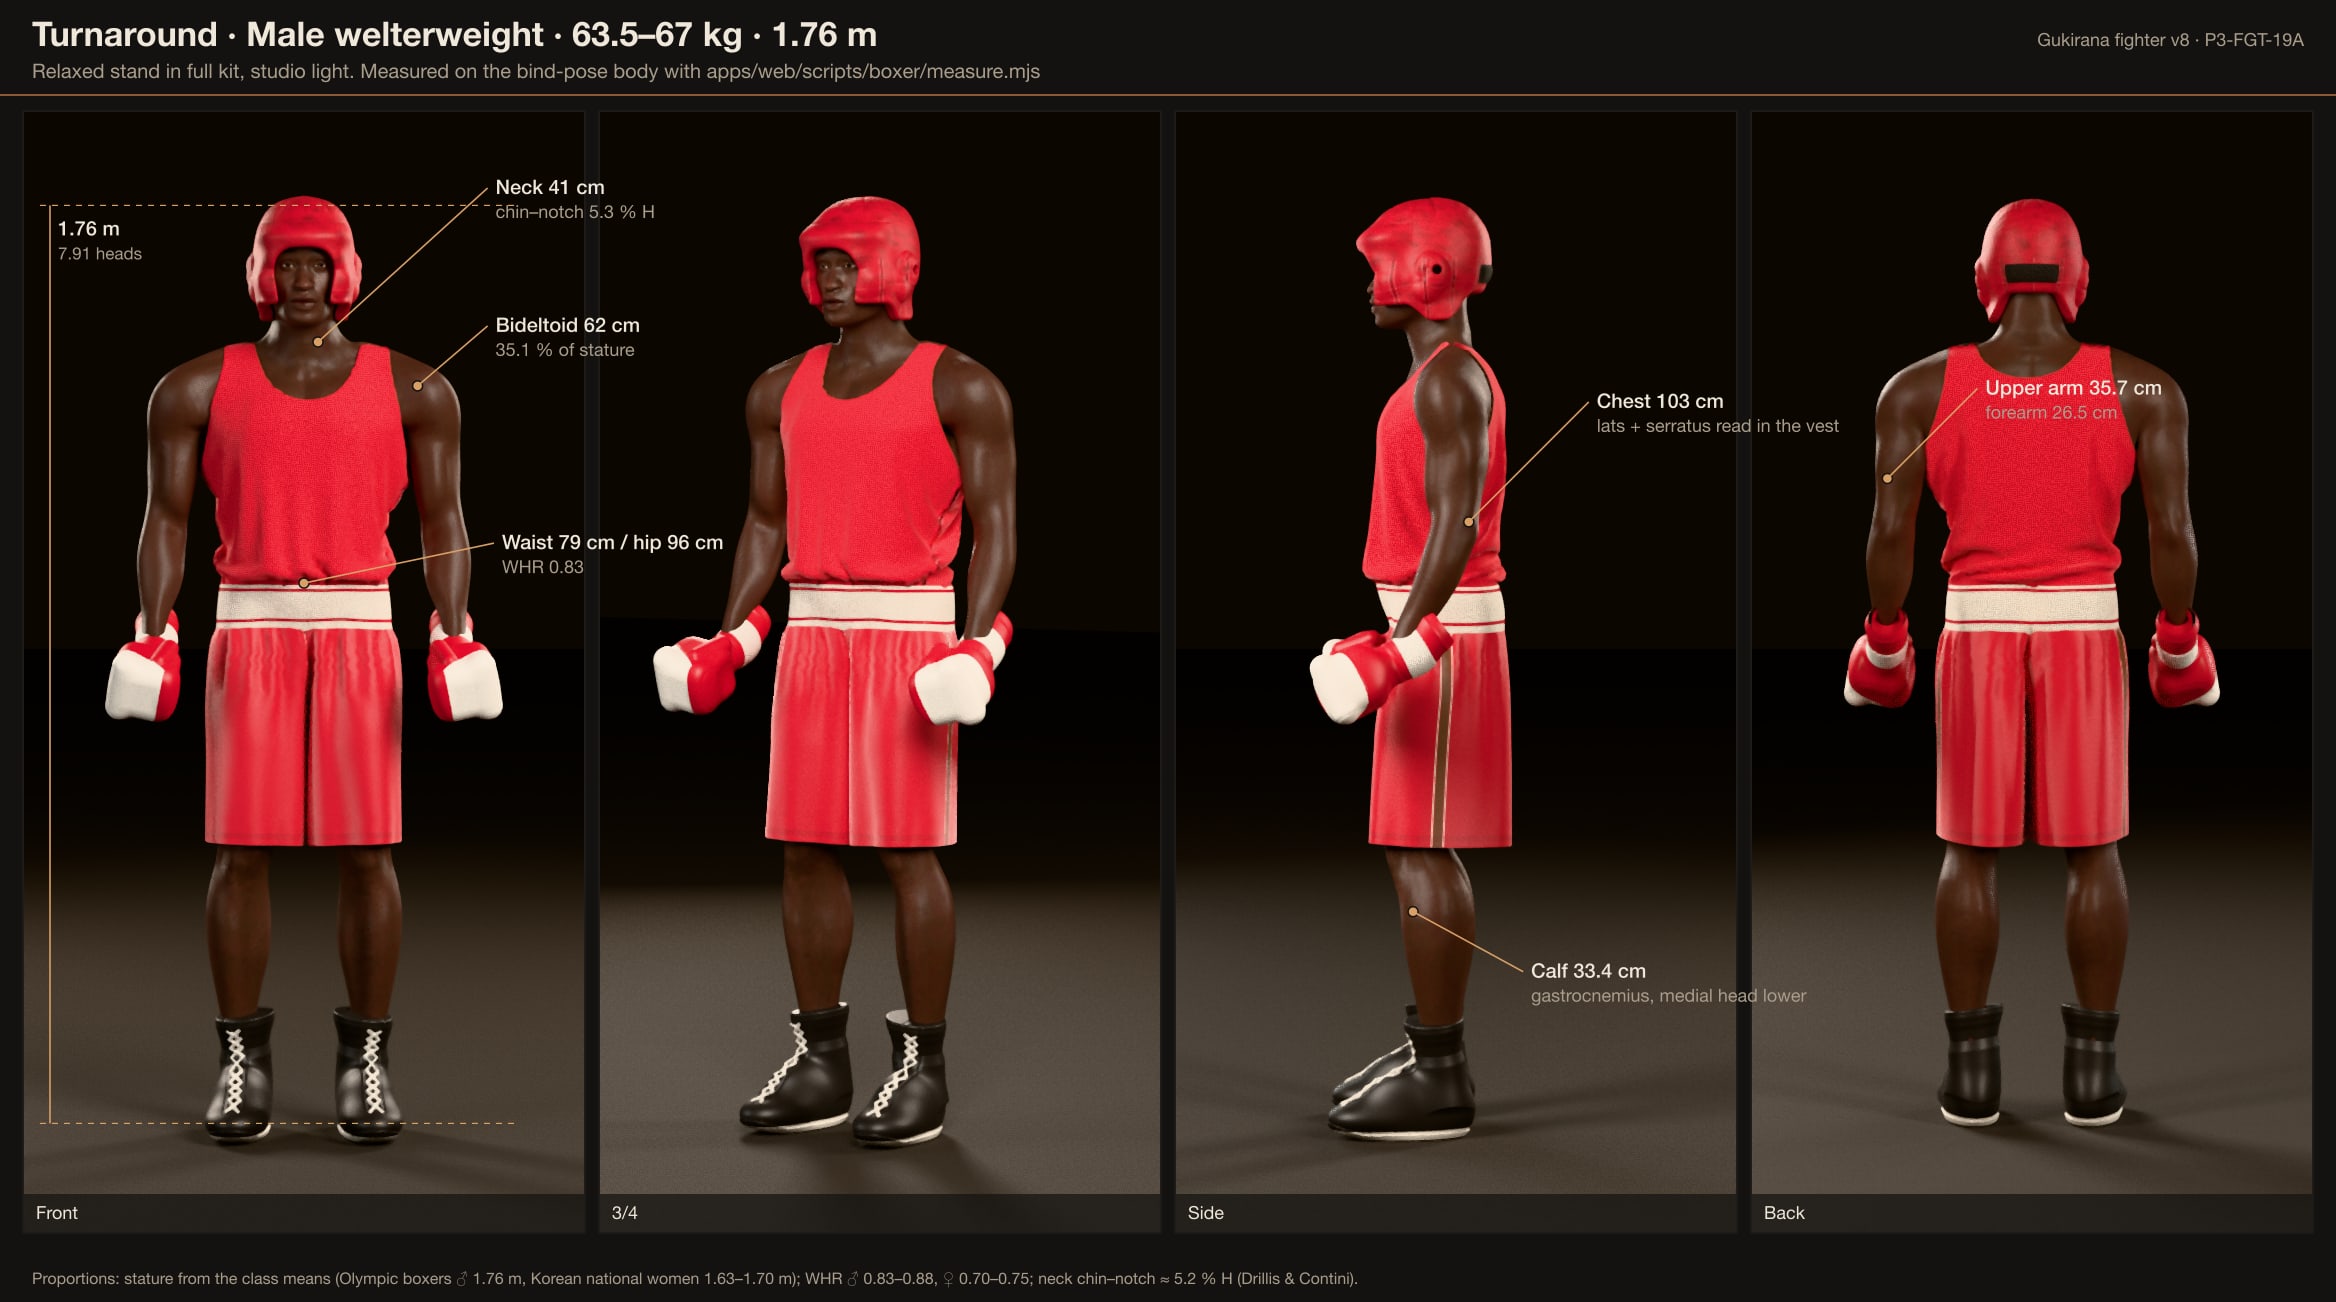 Turnaround · Male welterweight · 63.5–67 kg · 1.76 m
Gukirana fighter v8 · P3-FGT-19A
Relaxed stand in full kit, studio light. Measured on the bind-pose body with apps/web/scripts/boxer/measure.mjs
1.76 m
7.91 heads
Neck 41 cm
chin–notch 5.3 % H
Bideltoid 62 cm
35.1 % of stature
Waist 79 cm / hip 96 cm
WHR 0.83
Chest 103 cm
lats + serratus read in the vest
Calf 33.4 cm
gastrocnemius, medial head lower
Upper arm 35.7 cm
forearm 26.5 cm
Front
3/4
Side
Back
Proportions: stature from the class means (Olympic boxers ♂ 1.76 m, Korean national women 1.63–1.70 m); WHR ♂ 0.83–0.88, ♀ 0.70–0.75; neck chin–notch ≈ 5.2 % H (Drillis & Contini).